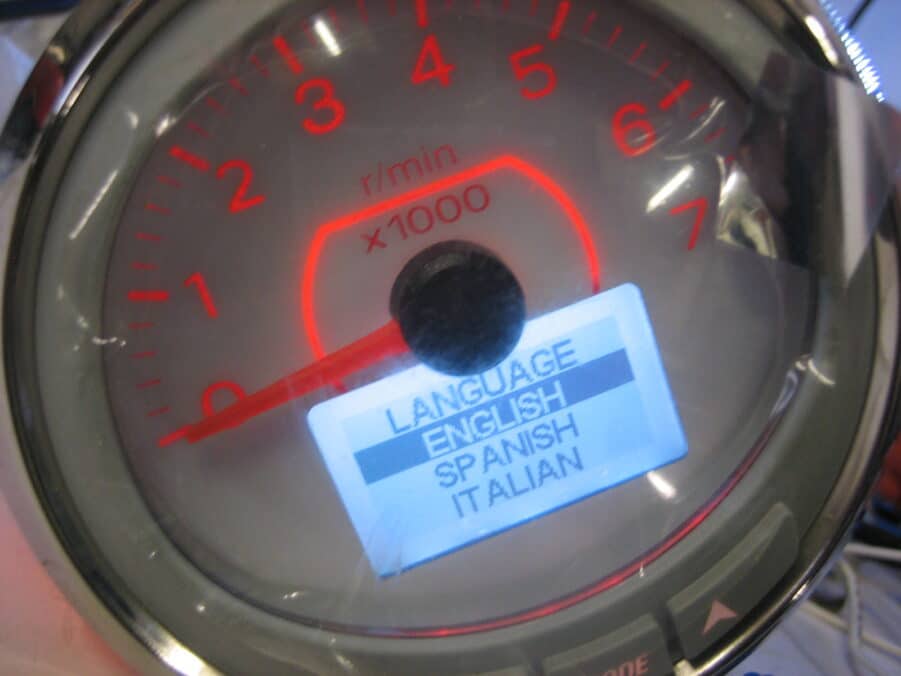 0
1
2
3
4
5
6
7
r/min
x1000
LANGUAGE
ENGLISH
SPANISH
ITALIAN